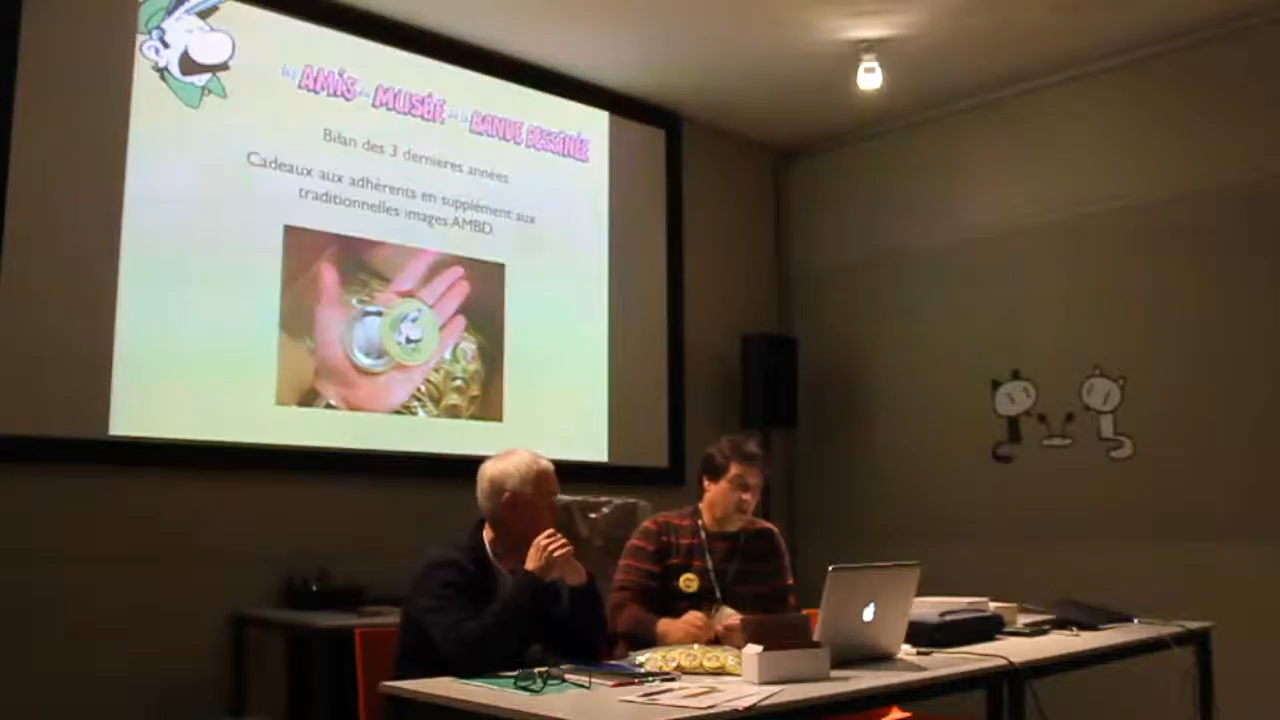 les AMiS du MUSÉE de la BANDE DESSINÉE
Bilan des 3 dernières années
Cadeaux aux adhérents en supplément aux
traditionnelles images AMBD.